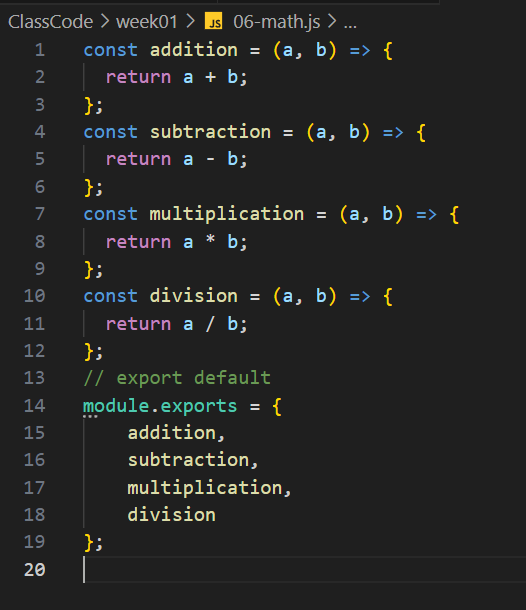 ClassCode > week01 > JS 06-math.js > ...
1 const addition = (a, b) => {
2   return a + b;
3 };
4 const subtraction = (a, b) => {
5   return a - b;
6 };
7 const multiplication = (a, b) => {
8   return a * b;
9 };
10 const division = (a, b) => {
11   return a / b;
12 };
13 // export default
14 module.exports = {
15     addition,
16     subtraction,
17     multiplication,
18     division
19 };
20